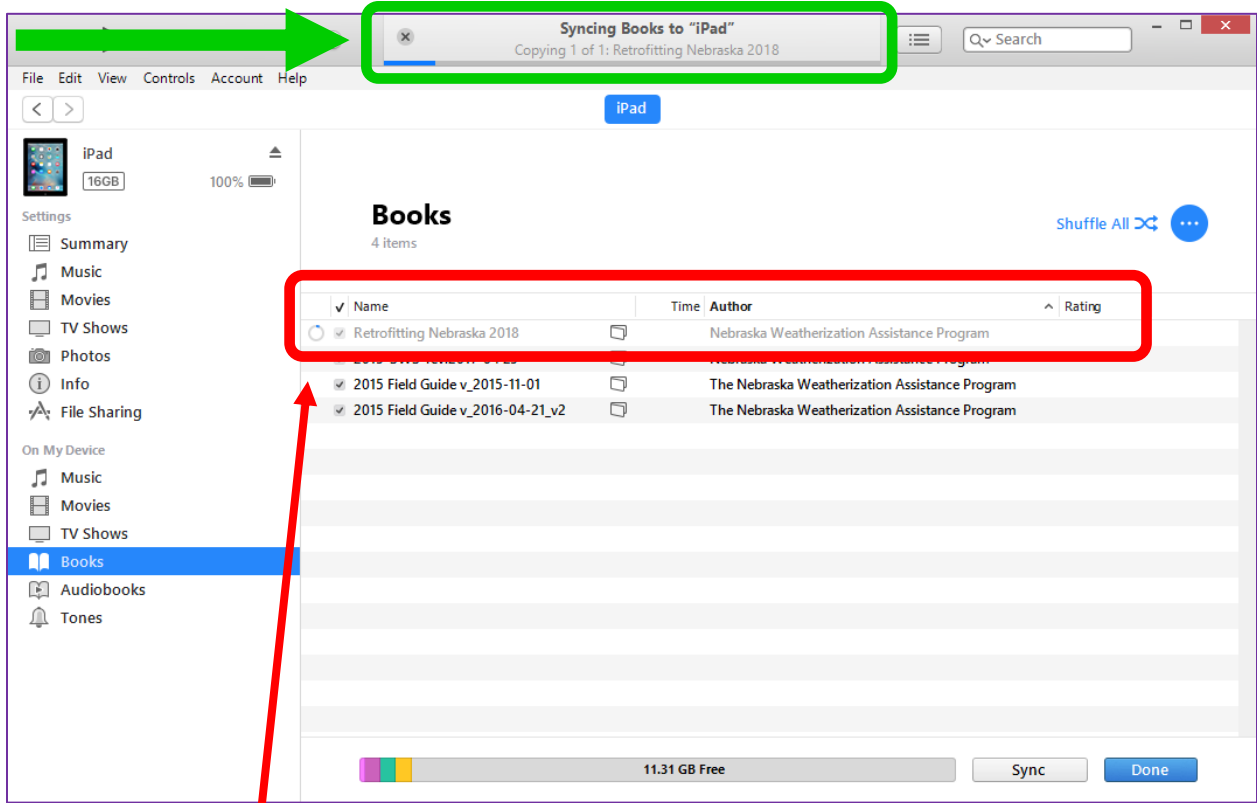 Syncing Books to “iPad”
Copying 1 of 1: Retrofitting Nebraska 2018
Search
File Edit View Controls Account Help
iPad
iPad
16GB 100%
Settings
Summary
Music
Movies
TV Shows
Photos
Info
File Sharing
On My Device
Music
Movies
TV Shows
Books
Audiobooks
Tones
Books
4 items
Shuffle All
Name Time Author Rating
Retrofitting Nebraska 2018 Nebraska Weatherization Assistance Program
Nebraska Weatherization Assistance Program
2015 Field Guide v_2015-11-01 The Nebraska Weatherization Assistance Program
2015 Field Guide v_2016-04-21_v2 The Nebraska Weatherization Assistance Program
11.31 GB Free
Sync Done